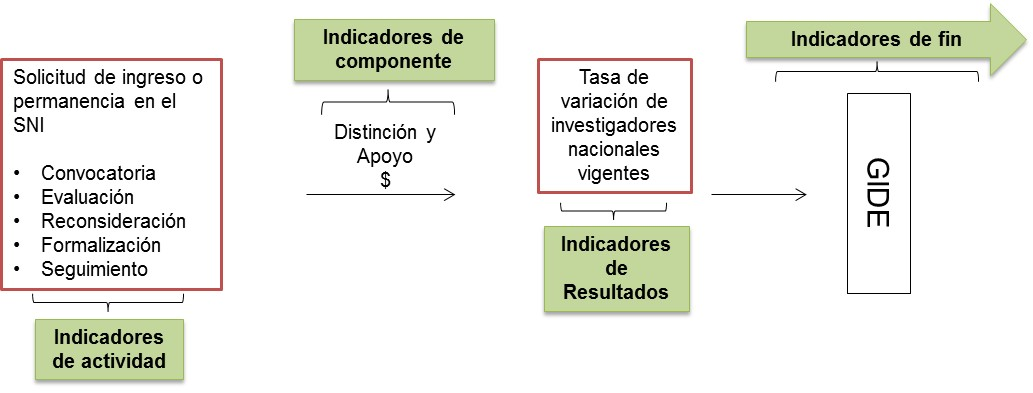 Solicitud de ingreso o
permanencia en el
SNI
• Convocatoria
• Evaluación
• Reconsideración
• Formalización
• Seguimiento
Indicadores
de actividad
Indicadores de
componente
Distinción y
Apoyo
$
Tasa de
variación de
investigadores
nacionales
vigentes
Indicadores
de
Resultados
Indicadores de fin
GIDE